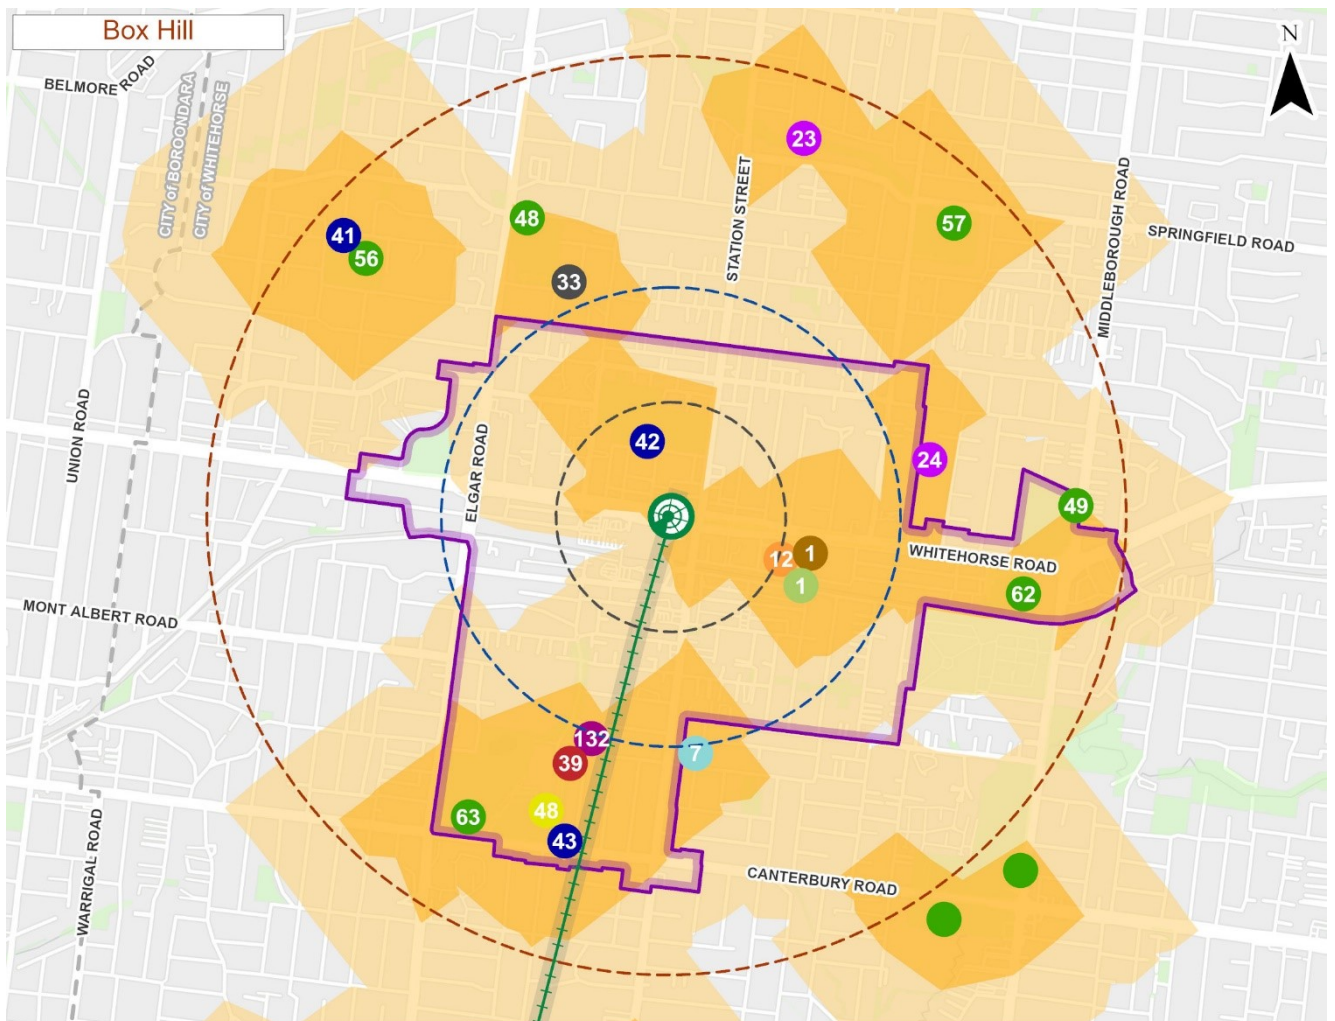 Box Hill
N
BELMORE ROAD
CITY of BOROONDARA
CITY of WHITEHORSE
23
STATION STREET
MIDDLEBOROUGH ROAD
48
57
41
56
SPRINGFIELD ROAD
33
UNION ROAD
ELGAR ROAD
42
24
49
12
1
WHITEHORSE ROAD
1
62
MONT ALBERT ROAD
132
7
39
48
63
43
WARRIGAL ROAD
CANTERBURY ROAD